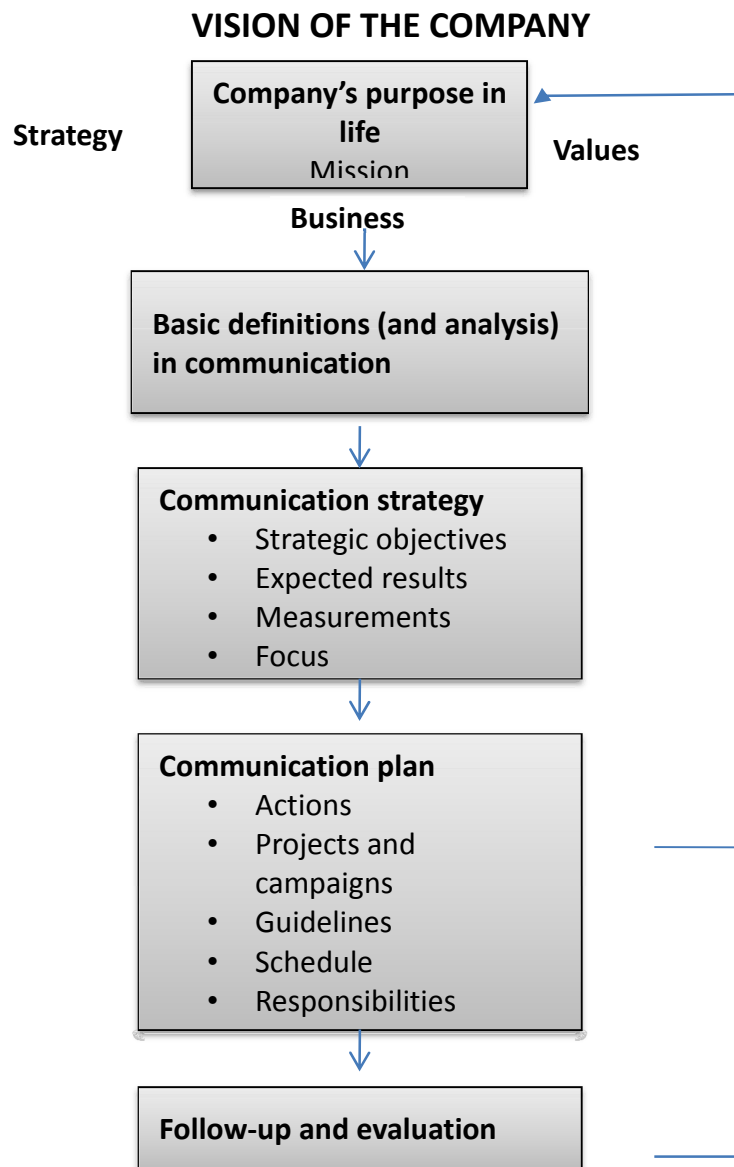 VISION OF THE COMPANY
Company’s purpose in
life
Mission
Strategy
Values
Business
Basic definitions (and analysis)
in communication
Communication strategy
• Strategic objectives
• Expected results
• Measurements
• Focus
Communication plan
• Actions
• Projects and
campaigns
• Guidelines
• Schedule
• Responsibilities
Follow-up and evaluation